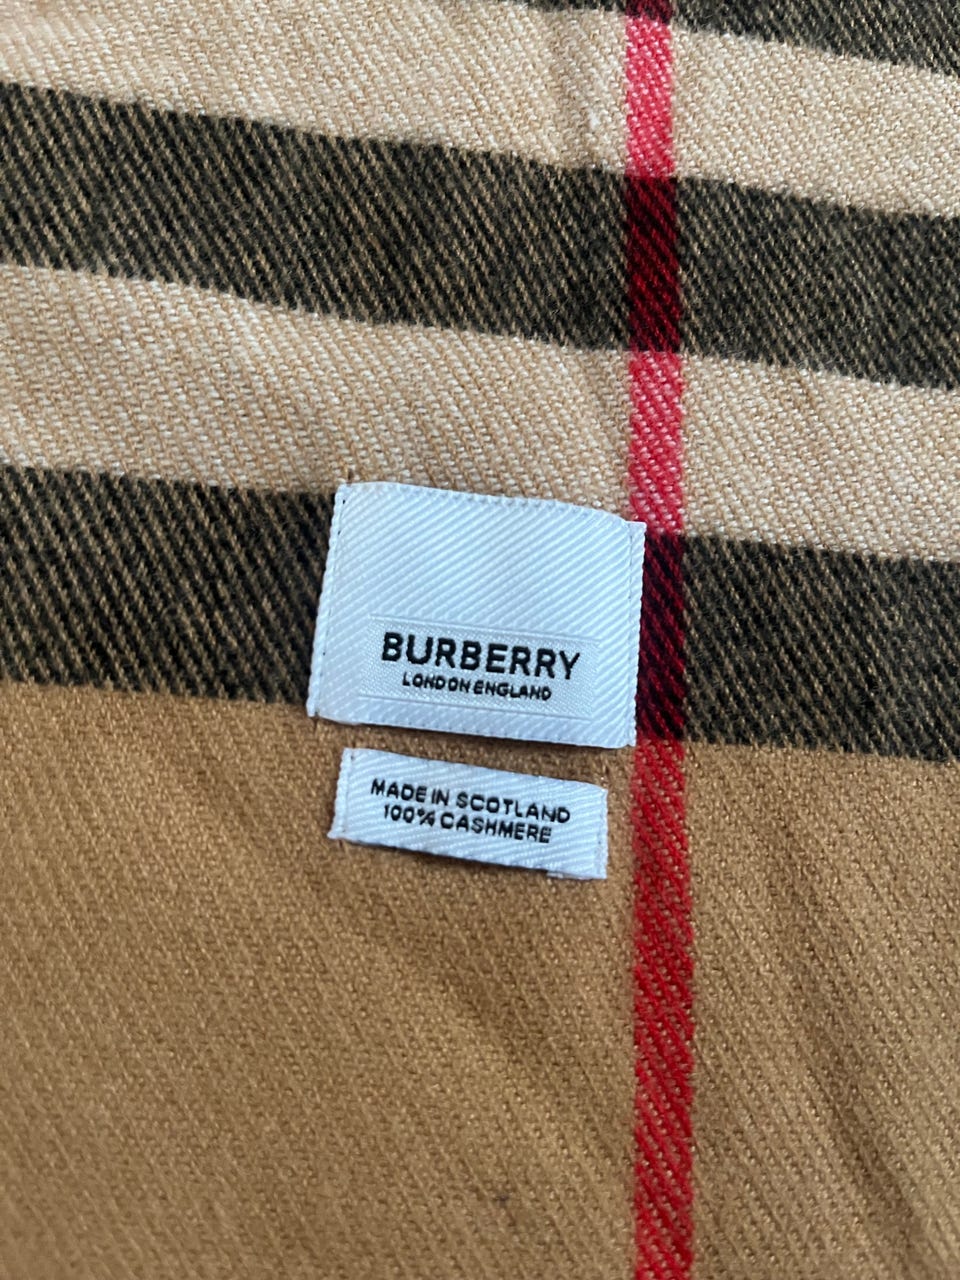 BURBERRY
LONDON ENGLAND
MADE IN SCOTLAND
100% CASHMERE